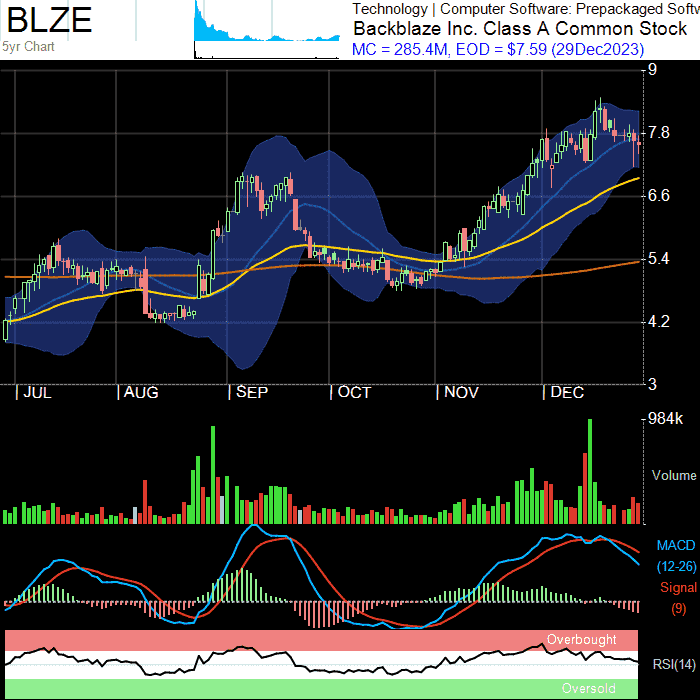 BLZE
5yr Chart
Technology | Computer Software: Prepackaged Softw
Backblaze Inc. Class A Common Stock
MC = 285.4M, EOD = $7.59 (29Dec2023)
9
7.8
6.6
5.4
4.2
3
| JUL | AUG | SEP | OCT | NOV | DEC
984k
Volume
MACD
(12-26)
Signal
(9)
Overbought
RSI(14)
Oversold